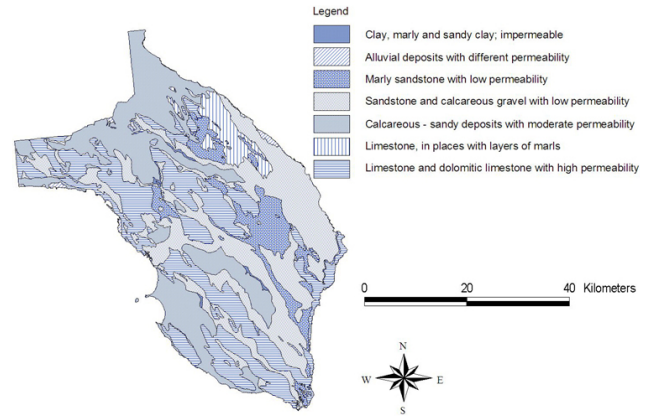 Legend
Clay, marly and sandy clay; impermeable
Alluvial deposits with different permeability
Marly sandstone with low permeability
Sandstone and calcareous gravel with low permeability
Calcareous - sandy deposits with moderate permeability
Limestone, in places with layers of marls
Limestone and dolomitic limestone with high permeability
0 20 40 Kilometers
N
W E
S